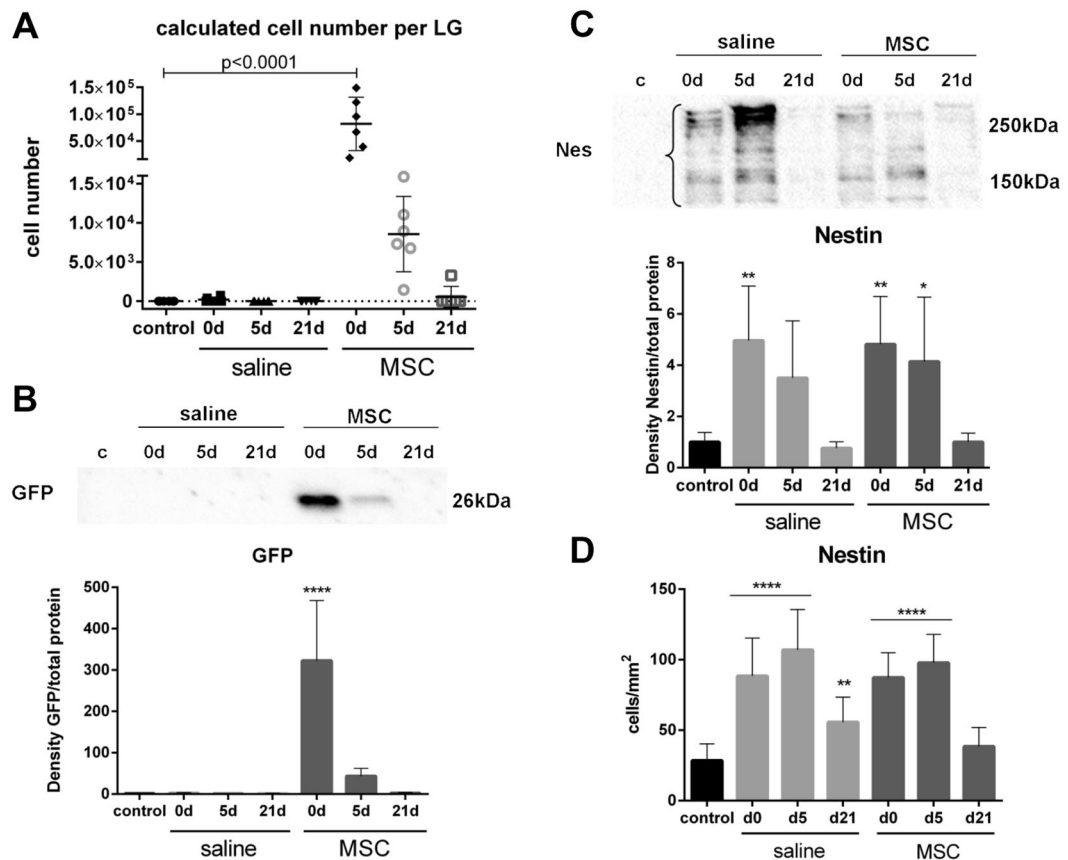 A
calculated cell number per LG
p<0.0001
1.5×10⁵
1.0×10⁵
5.0×10⁴
1.5×10⁴
1.0×10⁴
5.0×10³
0
cell number
control 0d 5d 21d 0d 5d 21d
saline MSC
B
saline MSC
c 0d 5d 21d 0d 5d 21d
GFP 26kDa
GFP
500
400
300
200
100
0
Density GFP/total protein
****
control 0d 5d 21d 0d 5d 21d
saline MSC
C
saline MSC
c 0d 5d 21d 0d 5d 21d
Nes
250kDa
150kDa
Nestin
8
6
4
2
0
Density Nestin/total protein
** ** *
control 0d 5d 21d 0d 5d 21d
saline MSC
D
Nestin
150
100
50
0
cells/mm²
**** ****
**
control d0 d5 d21 d0 d5 d21
saline MSC